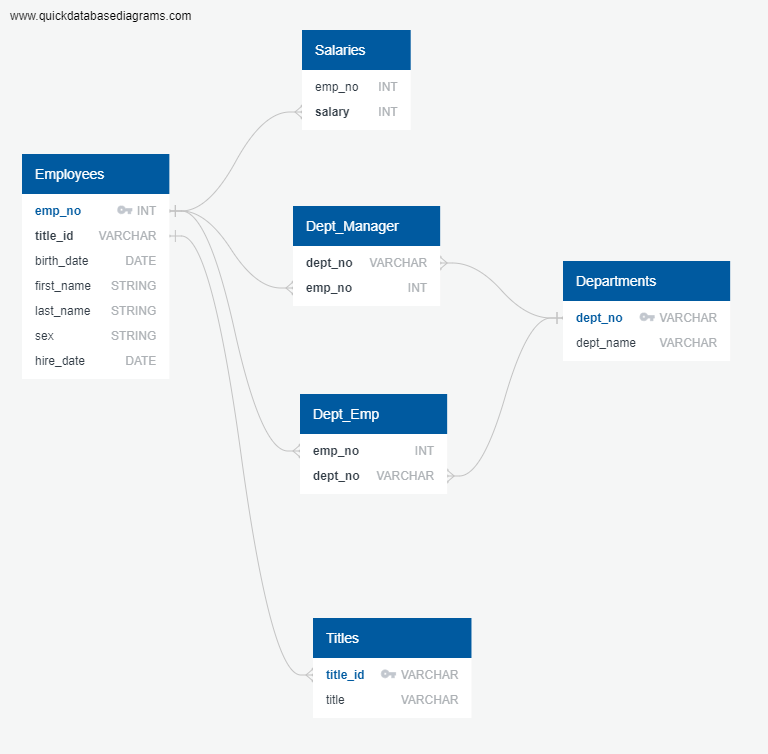 www.quickdatabasediagrams.com
Salaries
emp_no INT
salary INT
Employees
emp_no INT
title_id VARCHAR
birth_date DATE
first_name STRING
last_name STRING
sex STRING
hire_date DATE
Dept_Manager
dept_no VARCHAR
emp_no INT
Departments
dept_no VARCHAR
dept_name VARCHAR
Dept_Emp
emp_no INT
dept_no VARCHAR
Titles
title_id VARCHAR
title VARCHAR